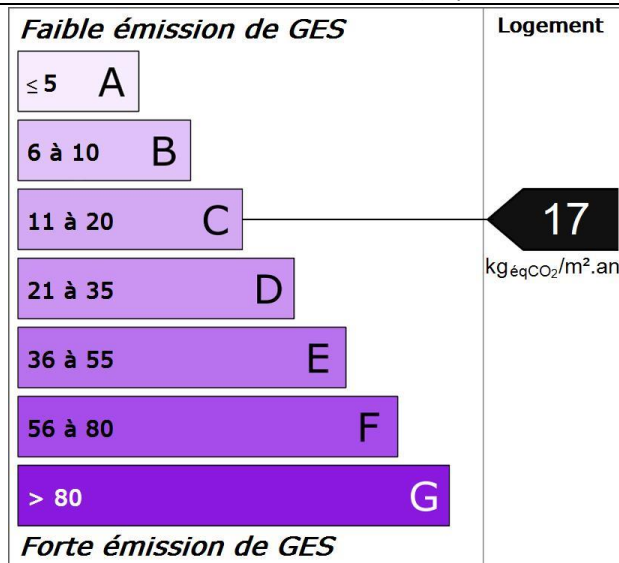 Faible émission de GES
Logement
≤ 5 A
6 à 10 B
11 à 20 C
17
kgéqCO₂/m².an
21 à 35 D
36 à 55 E
56 à 80 F
> 80 G
Forte émission de GES